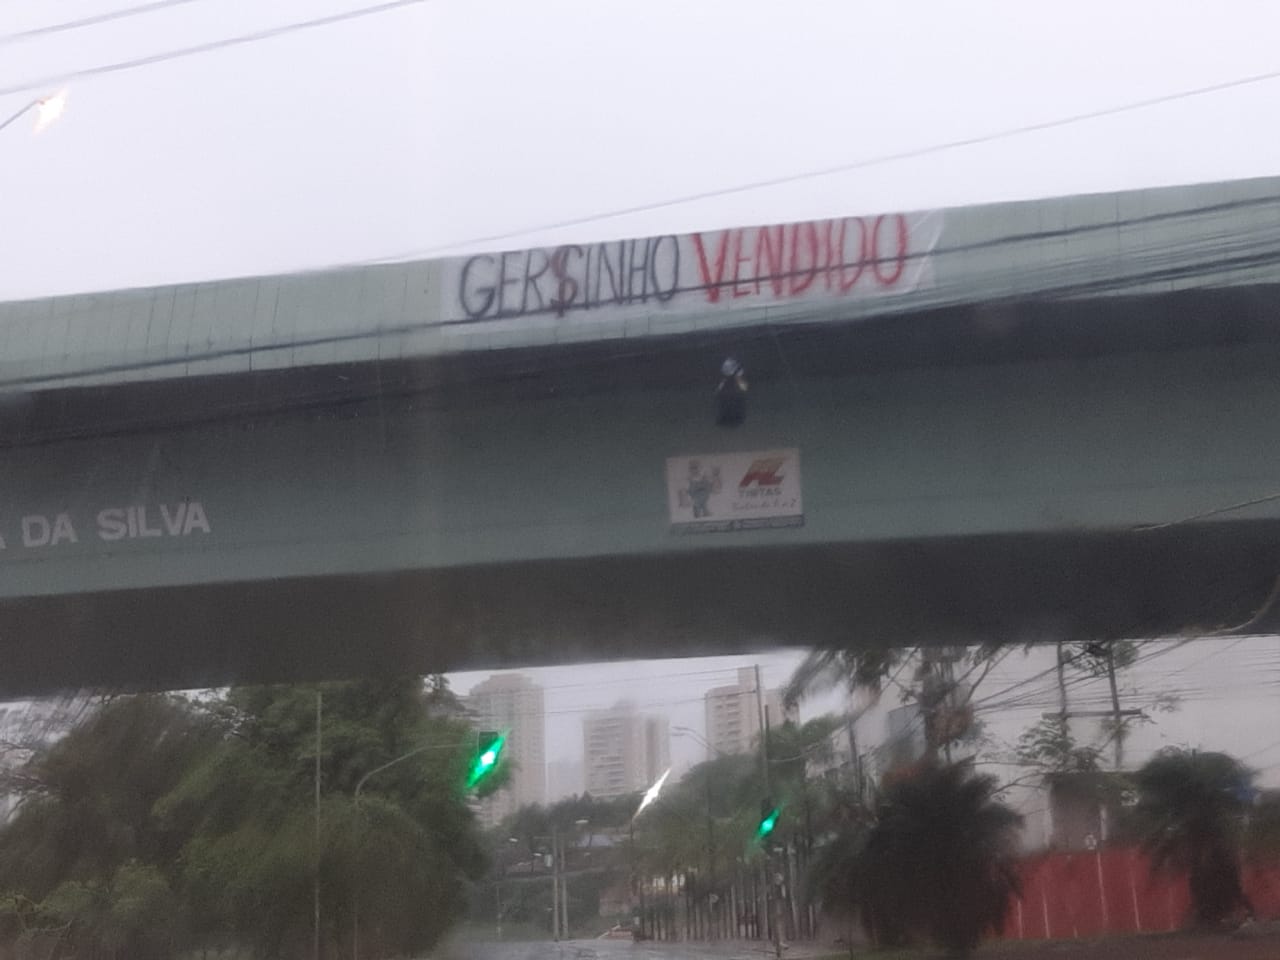 GER$INHO VENDIDO
A DA SILVA
TINTAS